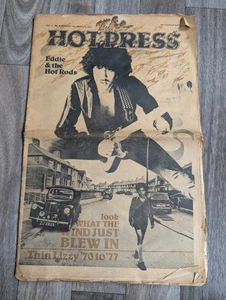 HOTPRESS
Eddie
& the
Hot Rods
look
WHAT THE
IND JUST
BLEW IN
Thin Lizzy '70 to '77